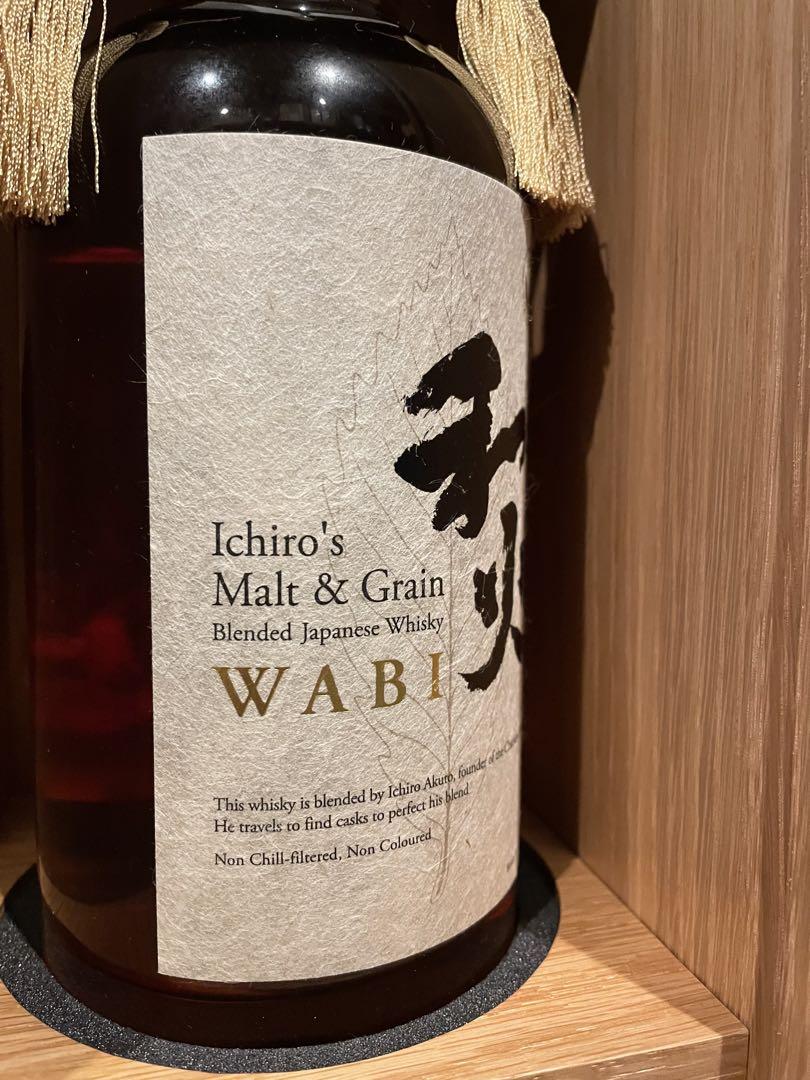 Ichiro's
Malt & Grain
Blended Japanese Whisky
WABI
This whisky is blended by Ichiro Akuto, founder of the
He travels to find casks to perfect his blend.
Non Chill-filtered, Non Coloured